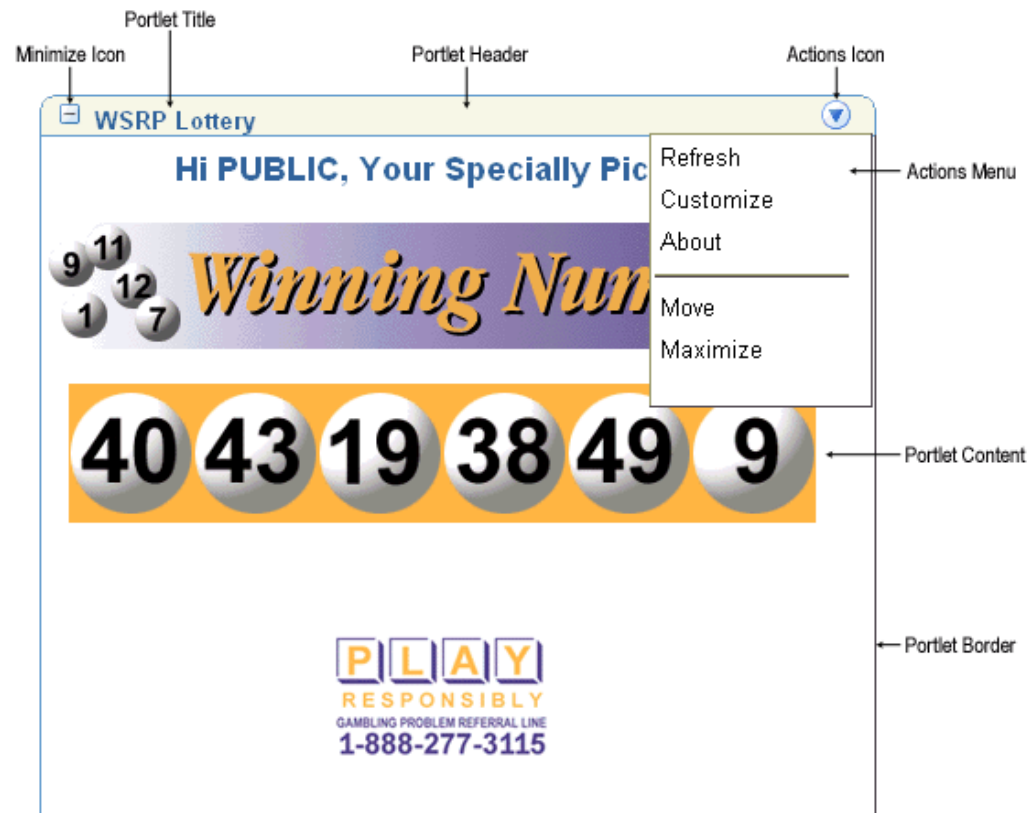 Portlet Title
Minimize Icon
Portlet Header
Actions Icon
WSRP Lottery
Hi PUBLIC, Your Specially Pic
Refresh
Actions Menu
Customize
About
9 11 12 1 7
Winning Num
Move
Maximize
40 43 19 38 49 9
Portlet Content
Portlet Border
PLAY
RESPONSIBLY
GAMBLING PROBLEM REFERRAL LINE
1-888-277-3115